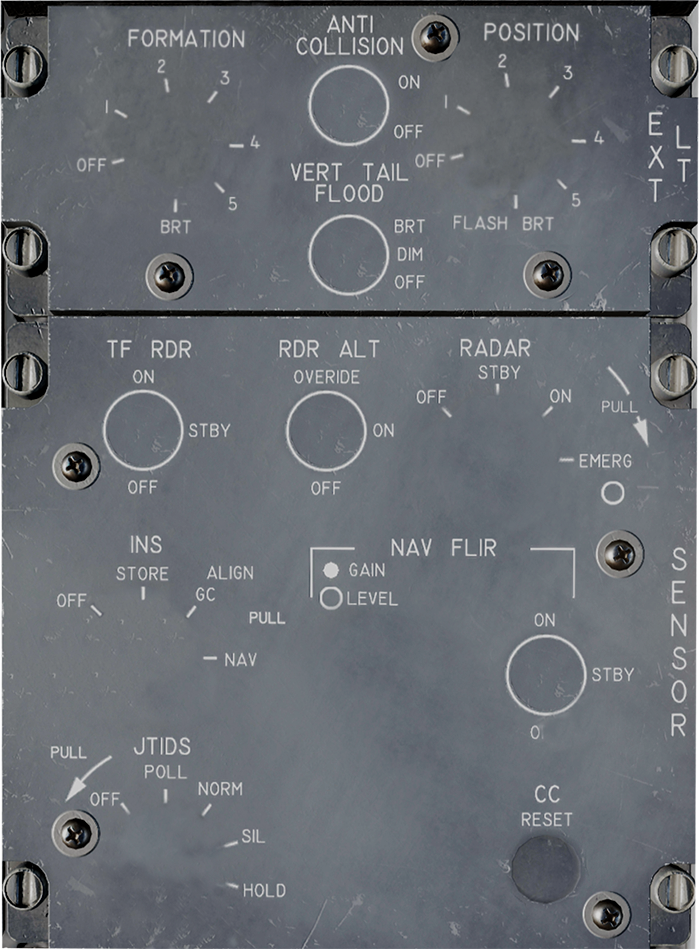 FORMATION
OFF
1
2
3
4
5
BRT
ANTI
COLLISION
ON
OFF
VERT TAIL
FLOOD
BRT
DIM
OFF
POSITION
OFF
1
2
3
4
5
FLASH BRT
EXT
LT
TF RDR
ON
STBY
OFF
RDR ALT
OVERIDE
ON
OFF
RADAR
OFF
STBY
ON
PULL
EMERG
INS
OFF
STORE
ALIGN
GC
PULL
NAV
NAV FLIR
GAIN
LEVEL
ON
STBY
SENSOR
PULL
JTIDS
OFF
POLL
NORM
SIL
HOLD
CC
RESET